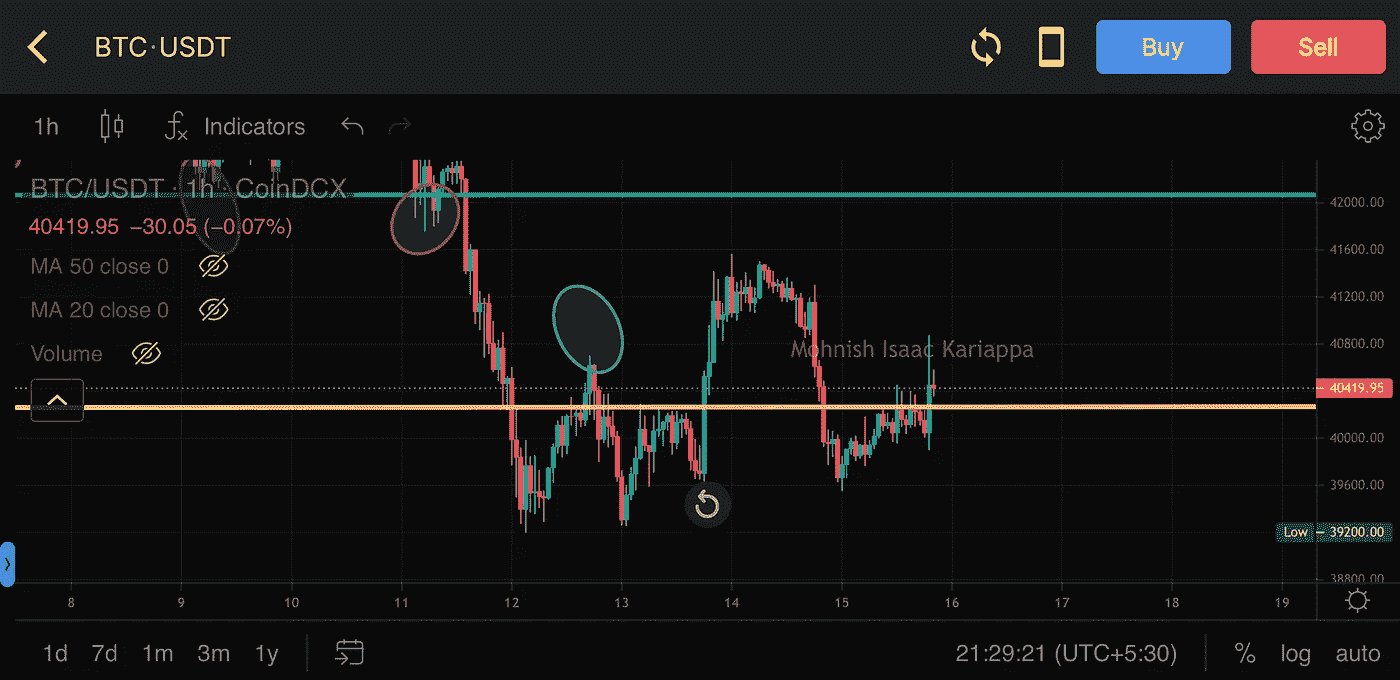 BTC·USDT
Buy
Sell
1h
Indicators
BTC/USDT · 1h · CoinDCX
40419.95 −30.05 (−0.07%)
MA 50 close 0
MA 20 close 0
Volume
Mohnish Isaac Kariappa
42000.00
41600.00
41200.00
40800.00
40419.95
40000.00
39600.00
Low 39200.00
38800.00
8 9 10 11 12 13 14 15 16 17 18 19
1d 7d 1m 3m 1y
21:29:21 (UTC+5:30)
% log auto